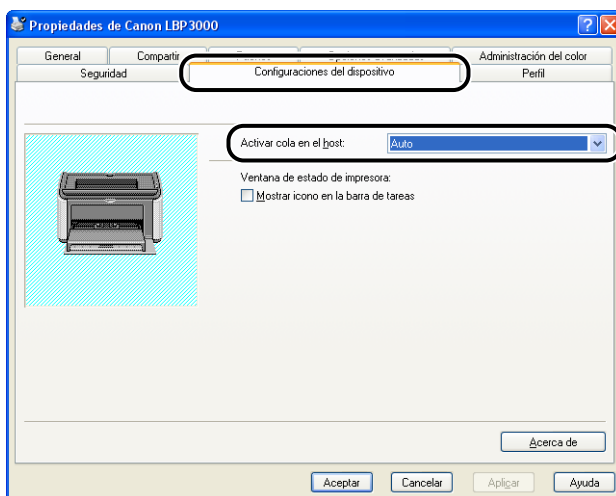 Propiedades de Canon LBP3000
General Compartir Opciones avanzadas Administración del color
Seguridad Configuraciones del dispositivo Perfil
Activar cola en el host: Auto
Ventana de estado de impresora:
Mostrar icono en la barra de tareas
Acerca de
Aceptar Cancelar Aplicar Ayuda